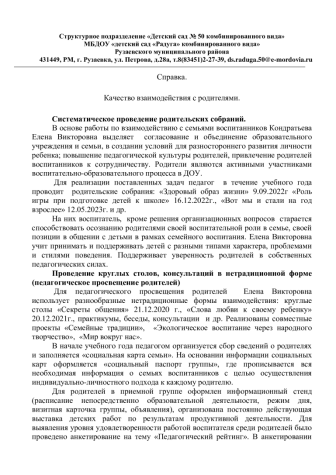 Структурное подразделение «Детский сад № 50 комбинированного вида»
МБДОУ «детский сад «Радуга» комбинированного вида»
Рузаевского муниципального района
431449, РМ, г. Рузаевка, ул. Петрова, д.28а, т.8(83451)2-27-39, ds.raduga.50@e-mordovia.ru
Справка.
Качество взаимодействия с родителями.
Систематическое проведение родительских собраний.
В основе работы по взаимодействию с семьями воспитанников Кондратьева
Елена Викторовна выделяет согласование и объединение образовательного
учреждения и семьи, в создании условий для разностороннего развития личности
ребенка; повышение педагогической культуры родителей, привлечение родителей
воспитанников к сотрудничеству. Родители являются активными участниками
воспитательно-образовательного процесса в ДОУ.
Для реализации поставленных задач педагог в течение учебного года
проводит родительские собрания: «Здоровый образ жизни» 9.09.2022г «Роль
игры при подготовке детей к школе» 16.12.2022г., «Вот мы и стали на год
взрослее» 12.05.2023г. и др.
На них воспитатель, кроме решения организационных вопросов старается
способствовать осознанию родителями своей воспитательной роли в семье, своей
позиции в общении с детьми в рамках семейного воспитания. Елена Викторовна
учит принимать и поддерживать детей с разными типами характера, проблемами
и стилями поведения. Поддерживает уверенность родителей в собственных
педагогических силах.
Проведение круглых столов, консультаций в нетрадиционной форме
(педагогическое просвещение родителей)
Для педагогического просвещения родителей Елена Викторовна
использует разнообразные нетрадиционные формы взаимодействия: круглые
столы «Секреты общения» 21.12.2020 г., «Слова любви к своему ребенку»
20.12.2021г., практикумы, беседы, консультации и др. Реализованы совместные
проекты «Семейные традиции», «Экологическое воспитание через народного
творчество», «Мир вокруг нас».
В начале учебного года педагогом организуется сбор сведений о родителях
и заполняется «социальная карта семьи». На основании информации социальных
карт оформляется «социальный паспорт группы», где прописывается вся
необходимая информация о семьях воспитанников с целью осуществления
индивидуально-личностного подхода к каждому родителю.
Для родителей в приемной группе оформлен информационный стенд
(расписание непосредственно образовательной деятельности, режим дня,
визитная карточка группы, объявления), организована постоянно действующая
выставка детских работ по результатам продуктивной деятельности. Для
выявления уровня удовлетворенности работой воспитателя среди родителей было
проведено анкетирование на тему «Педагогический рейтинг». В анкетировании